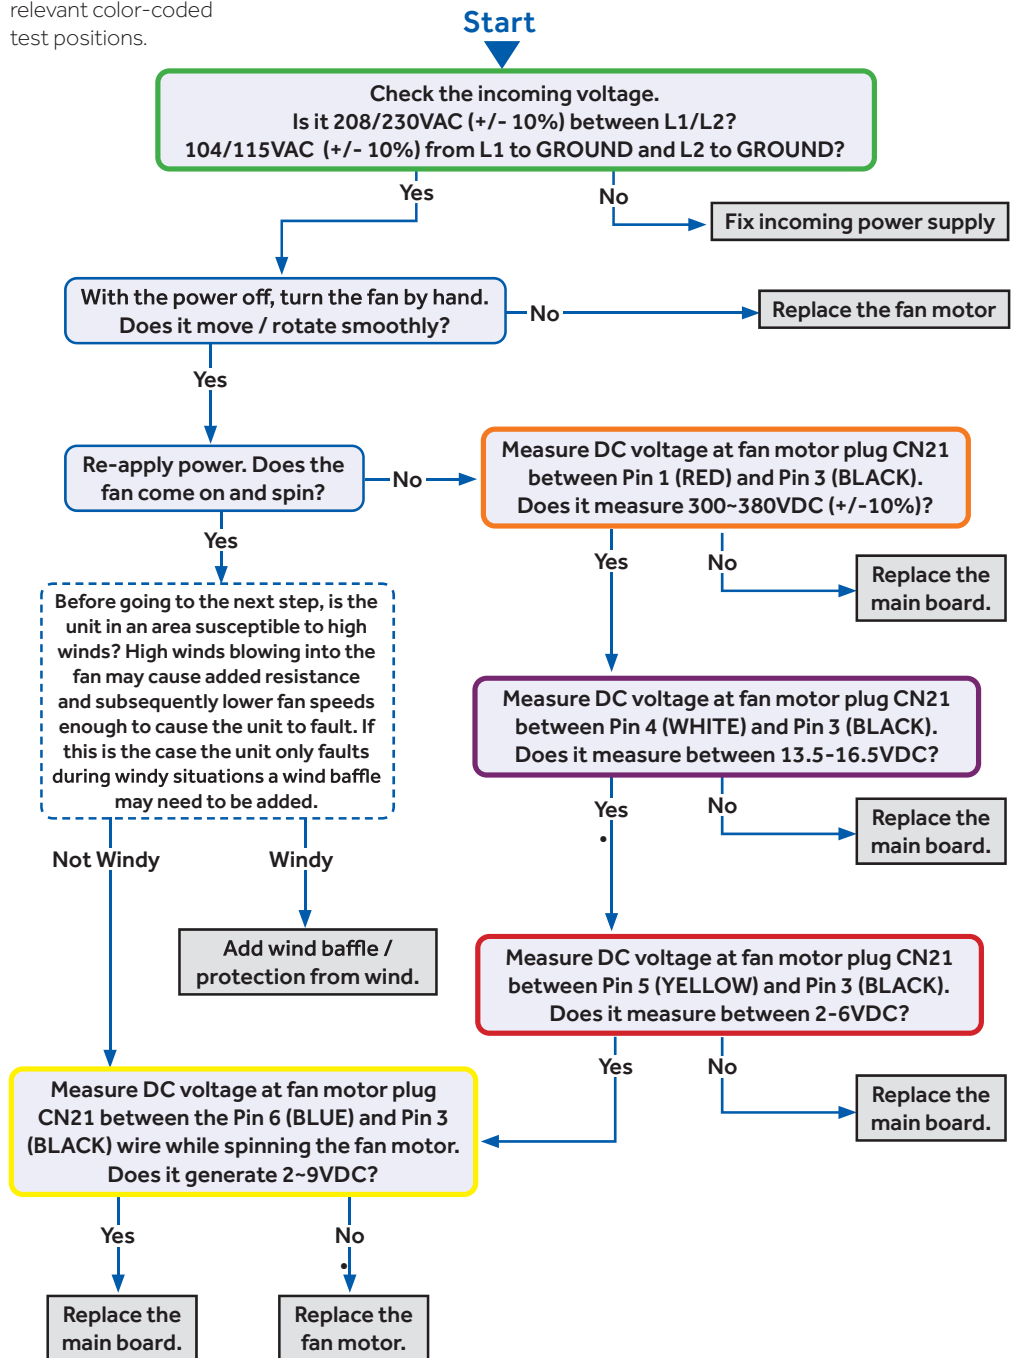 relevant color-coded
test positions.
Start
Check the incoming voltage.
Is it 208/230VAC (+/- 10%) between L1/L2?
104/115VAC (+/- 10%) from L1 to GROUND and L2 to GROUND?
Yes
No
Fix incoming power supply
With the power off, turn the fan by hand.
Does it move / rotate smoothly?
No
Replace the fan motor
Yes
Re-apply power. Does the
fan come on and spin?
No
Measure DC voltage at fan motor plug CN21
between Pin 1 (RED) and Pin 3 (BLACK).
Does it measure 300~380VDC (+/-10%)?
Yes
Yes
No
Replace the
main board.
Before going to the next step, is the
unit in an area susceptible to high
winds? High winds blowing into the
fan may cause added resistance
and subsequently lower fan speeds
enough to cause the unit to fault. If
this is the case the unit only faults
during windy situations a wind baffle
may need to be added.
Measure DC voltage at fan motor plug CN21
between Pin 4 (WHITE) and Pin 3 (BLACK).
Does it measure between 13.5-16.5VDC?
Yes
No
Replace the
main board.
Not Windy
Windy
Add wind baffle /
protection from wind.
Measure DC voltage at fan motor plug CN21
between Pin 5 (YELLOW) and Pin 3 (BLACK).
Does it measure between 2-6VDC?
Yes
No
Replace the
main board.
Measure DC voltage at fan motor plug
CN21 between the Pin 6 (BLUE) and Pin 3
(BLACK) wire while spinning the fan motor.
Does it generate 2~9VDC?
Yes
No
Replace the
main board.
Replace the
fan motor.